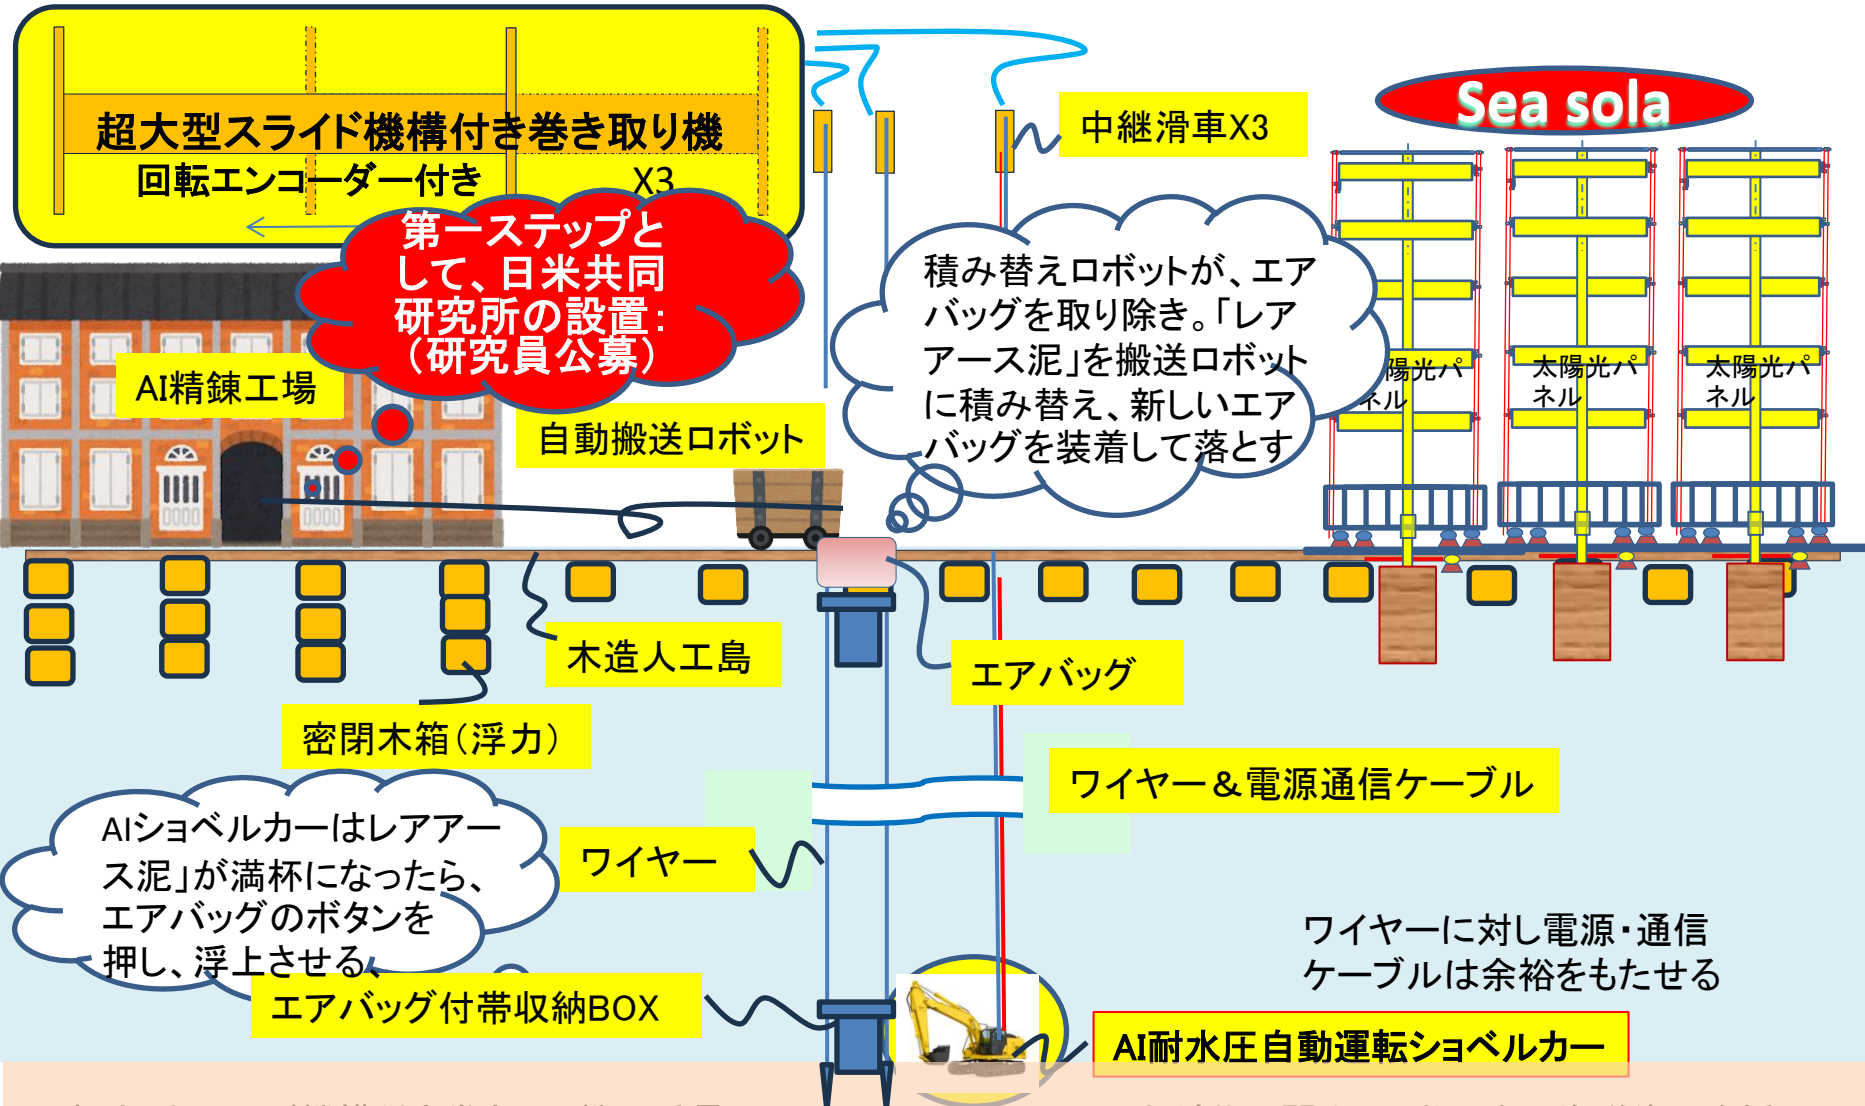 超大型スライド機構付き巻き取り機
回転エンコーダー付き X3
中継滑車X3
Sea sola
第一ステップと
して、日米共同
研究所の設置：
（研究員公募）
積み替えロボットが、エア
バッグを取り除き。「レア
アース泥」を搬送ロボット
に積み替え、新しいエア
バッグを装着して落とす
陽光パ
ネル
太陽光パ
ネル
太陽光パ
ネル
AI精錬工場
自動搬送ロボット
木造人工島
エアバッグ
密閉木箱（浮力）
ワイヤー＆電源通信ケーブル
AIショベルカーはレアアー
ス泥」が満杯になったら、
エアバッグのボタンを
押し、浮上させる、
ワイヤー
ワイヤーに対し電源・通信
ケーブルは余裕をもたせる
エアバッグ付帯収納BOX
AI耐水圧自動運転ショベルカー